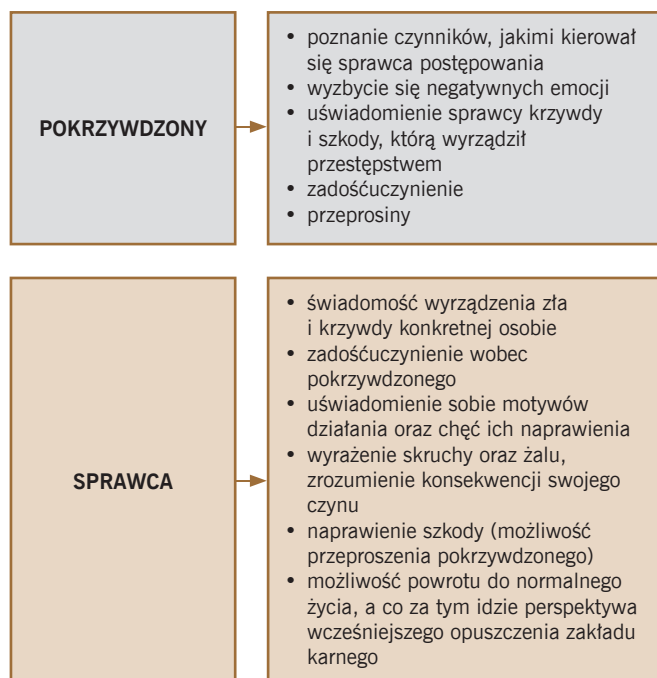 POKRZYWDZONY
• poznanie czynników, jakimi kierował
się sprawca postępowania
• wyzbycie się negatywnych emocji
• uświadomienie sprawcy krzywdy
i szkody, którą wyrządził
przestępstwem
• zadośćuczynienie
• przeprosiny
SPRAWCA
• świadomość wyrządzenia zła
i krzywdy konkretnej osobie
• zadośćuczynienie wobec
pokrzywdzonego
• uświadomienie sobie motywów
działania oraz chęć ich naprawienia
• wyrażenie skruchy oraz żalu,
zrozumienie konsekwencji swojego
czynu
• naprawienie szkody (możliwość
przeproszenia pokrzywdzonego)
• możliwość powrotu do normalnego
życia, a co za tym idzie perspektywa
wcześniejszego opuszczenia zakładu
karnego